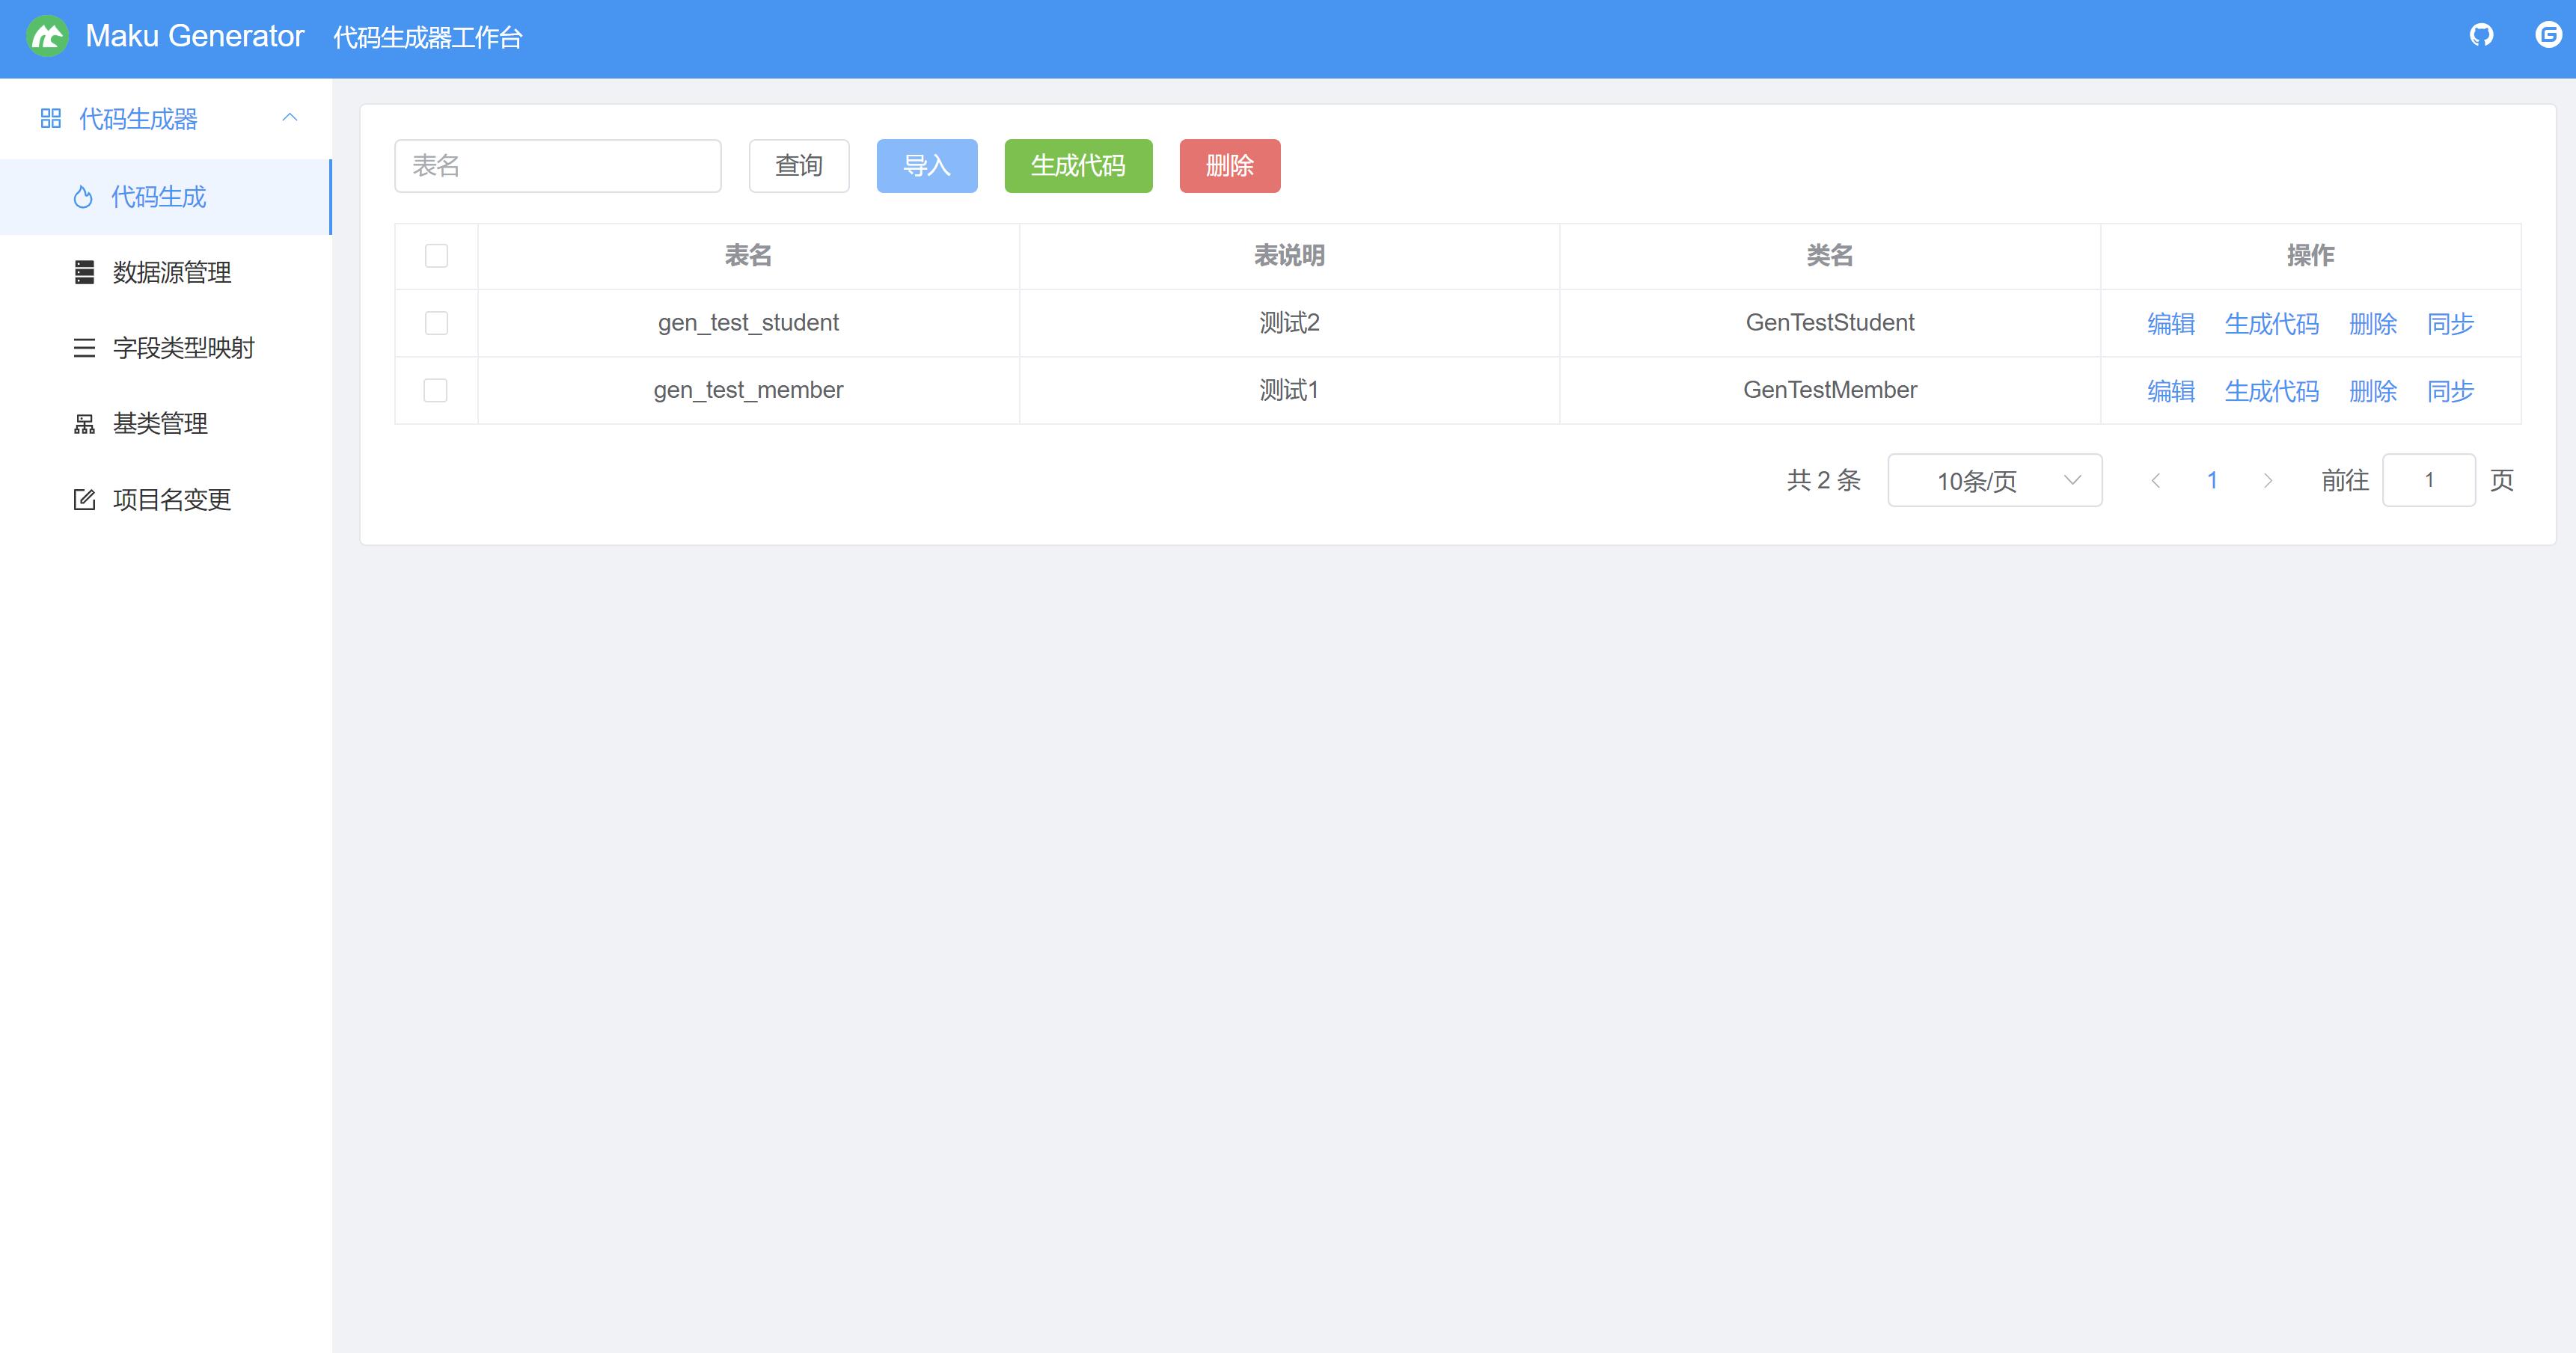 Maku Generator 代码生成器工作台
代码生成器
代码生成
数据源管理
字段类型映射
基类管理
项目名变更
表名 查询 导入 生成代码 删除
表名 表说明 类名 操作
gen_test_student 测试2 GenTestStudent 编辑 生成代码 删除 同步
gen_test_member 测试1 GenTestMember 编辑 生成代码 删除 同步
共 2 条 10条/页 1 前往 1 页